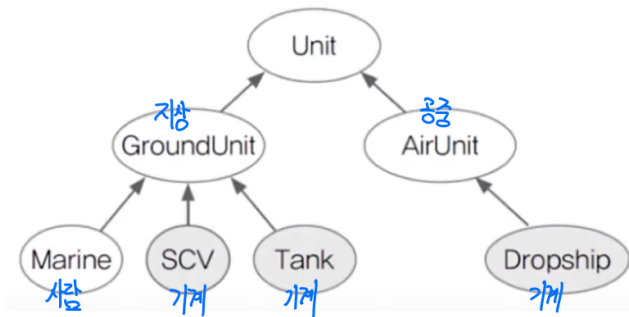 Unit
지상
GroundUnit
공중
AirUnit
Marine
사람
SCV
기계
Tank
기계
Dropship
기계